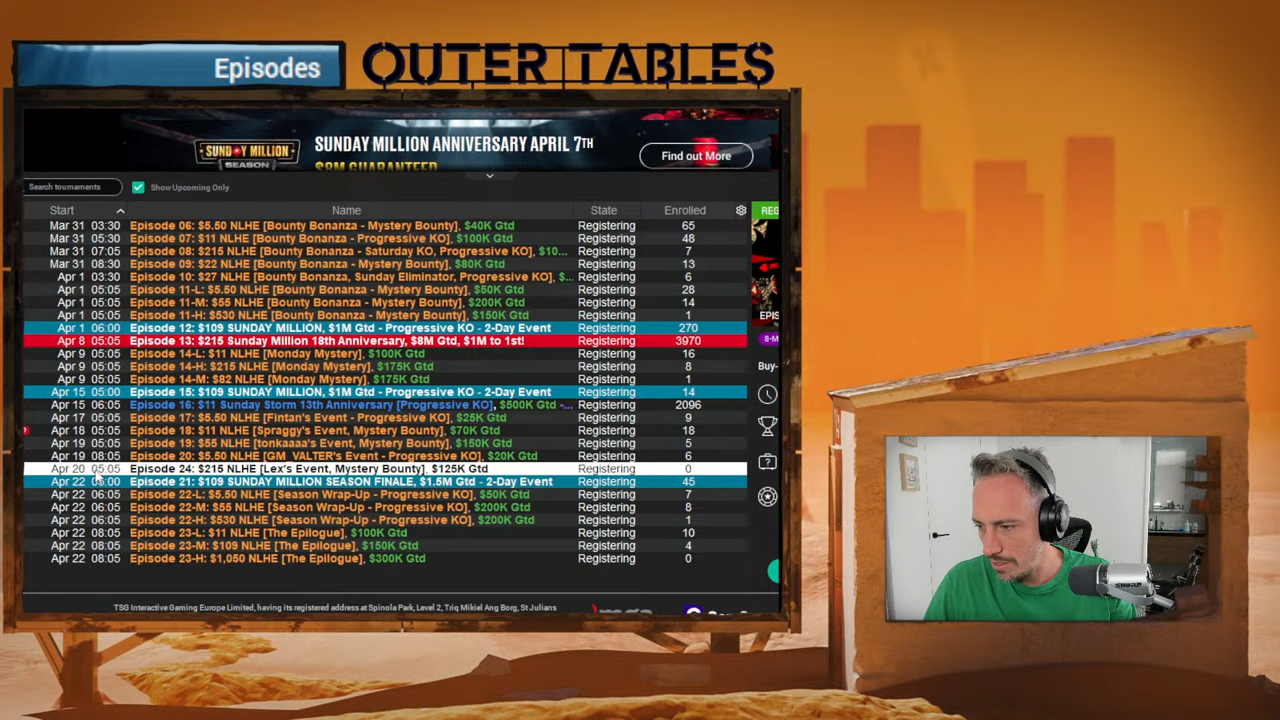 Episodes
OUTER TABLES
SUNDAY MILLION
SEASON
SUNDAY MILLION ANNIVERSARY APRIL 7TH
$8M GUARANTEED
Find out More
Search tournaments
Show Upcoming Only
Start Name State Enrolled REG
Mar 31 03:30 Episode 06: $5.50 NLHE [Bounty Bonanza - Mystery Bounty], $40K Gtd Registering 65
Mar 31 05:30 Episode 07: $11 NLHE [Bounty Bonanza - Progressive KO], $100K Gtd Registering 48
Mar 31 07:05 Episode 08: $215 NLHE [Bounty Bonanza - Saturday KO, Progressive KO], $10... Registering 7
Mar 31 08:30 Episode 09: $22 NLHE [Bounty Bonanza - Mystery Bounty], $80K Gtd Registering 13
Apr 1 03:30 Episode 10: $27 NLHE [Bounty Bonanza, Sunday Eliminator, Progressive KO], $... Registering 6
Apr 1 05:05 Episode 11-L: $5.50 NLHE [Bounty Bonanza - Mystery Bounty], $50K Gtd Registering 28
Apr 1 05:05 Episode 11-M: $55 NLHE [Bounty Bonanza - Mystery Bounty], $200K Gtd Registering 14
Apr 1 05:05 Episode 11-H: $530 NLHE [Bounty Bonanza - Mystery Bounty], $150K Gtd Registering 1
Apr 1 06:00 Episode 12: $109 SUNDAY MILLION, $1M Gtd - Progressive KO - 2-Day Event Registering 270
Apr 8 05:05 Episode 13: $215 Sunday Million 18th Anniversary, $8M Gtd, $1M to 1st! Registering 3970
Apr 9 05:05 Episode 14-L: $11 NLHE [Monday Mystery], $100K Gtd Registering 16
Apr 9 05:05 Episode 14-H: $215 NLHE [Monday Mystery], $175K Gtd Registering 8
Apr 9 05:05 Episode 14-M: $82 NLHE [Monday Mystery], $175K Gtd Registering 1
Apr 15 05:00 Episode 15: $109 SUNDAY MILLION, $1M Gtd - Progressive KO - 2-Day Event Registering 14
Apr 15 06:05 Episode 16: $11 Sunday Storm 13th Anniversary [Progressive KO], $500K Gtd -... Registering 2096
Apr 17 05:05 Episode 17: $5.50 NLHE [Fintan's Event - Progressive KO], $25K Gtd Registering 9
Apr 18 05:05 Episode 18: $11 NLHE [Spraggy's Event, Mystery Bounty], $70K Gtd Registering 18
Apr 19 05:05 Episode 19: $55 NLHE [tonkaaaa's Event, Mystery Bounty], $150K Gtd Registering 5
Apr 19 08:05 Episode 20: $5.50 NLHE [GM_VALTER's Event, Mystery Bounty], $50K Gtd Registering 6
Apr 20 05:05 Episode 24: $215 NLHE [Lex's Event, Mystery Bounty], $125K Gtd Registering 0
Apr 22 Episode 21: $109 SUNDAY MILLION SEASON FINALE, $1.5M Gtd - 2-Day Event Registering 45
Apr 22 06:05 Episode 22-L: $5.50 NLHE [Season Wrap-Up - Progressive KO], $50K Gtd Registering 7
Apr 22 06:05 Episode 22-M: $55 NLHE [Season Wrap-Up - Progressive KO], $200K Gtd Registering 8
Apr 22 06:05 Episode 22-H: $530 NLHE [Season Wrap-Up - Progressive KO], $200K Gtd Registering 1
Apr 22 08:05 Episode 23-L: $11 NLHE [The Epilogue], $100K Gtd Registering 10
Apr 22 08:05 Episode 23-M: $109 NLHE [The Epilogue], $150K Gtd Registering 4
Apr 22 08:05 Episode 23-H: $1,050 NLHE [The Epilogue], $300K Gtd Registering 0
EPIS
8-M
Buy-
TSG Interactive Gaming Europe Limited, having its registered address at Spinola Park, Level 2, Triq Mikiel Ang Borg, St Julians